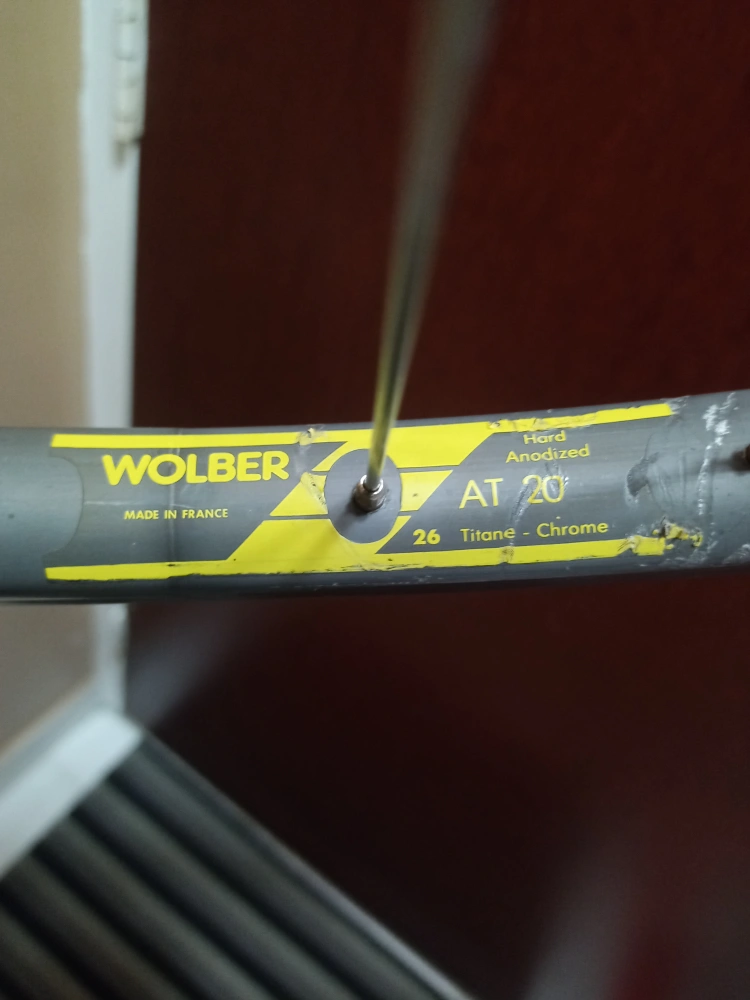 WOLBER
MADE IN FRANCE
Hard
Anodized
AT 20
26 Titane - Chrome